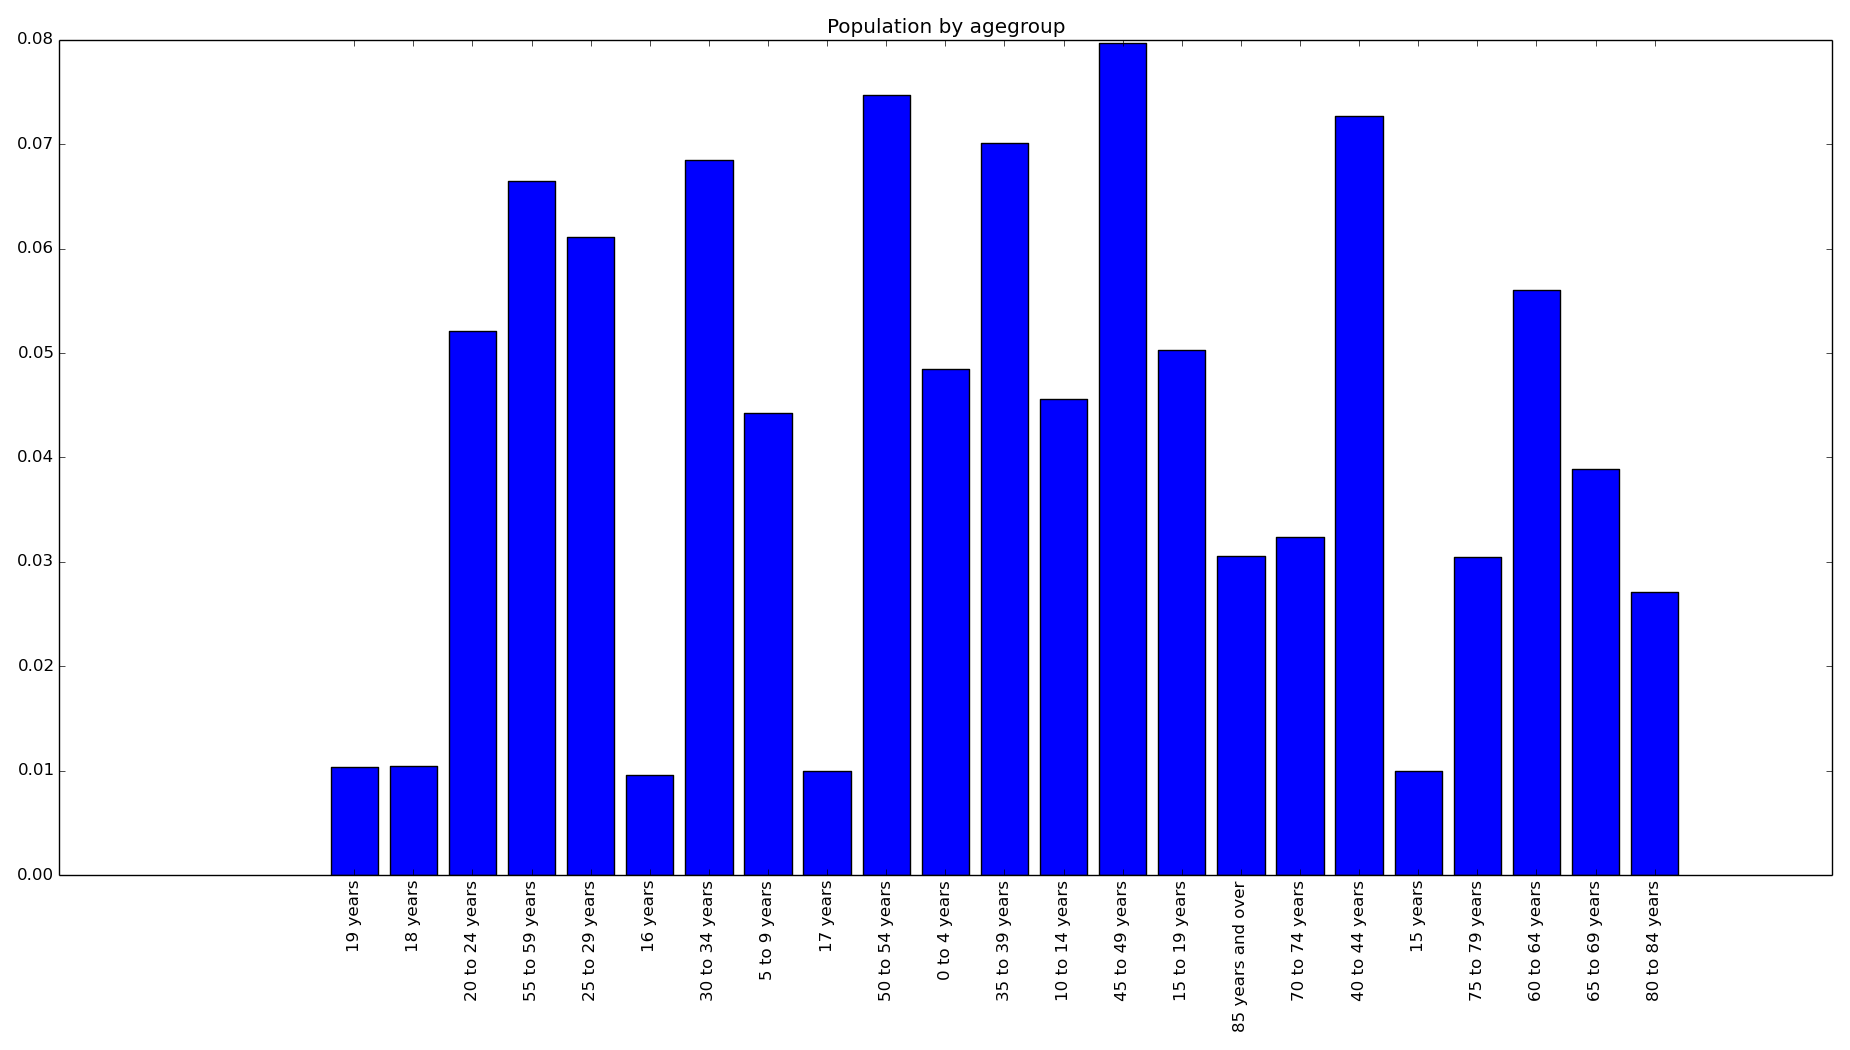 Population by agegroup
0.08
0.07
0.06
0.05
0.04
0.03
0.02
0.01
0.00
19 years
18 years
20 to 24 years
55 to 59 years
25 to 29 years
16 years
30 to 34 years
5 to 9 years
17 years
50 to 54 years
0 to 4 years
35 to 39 years
10 to 14 years
45 to 49 years
15 to 19 years
85 years and over
70 to 74 years
40 to 44 years
15 years
75 to 79 years
60 to 64 years
65 to 69 years
80 to 84 years